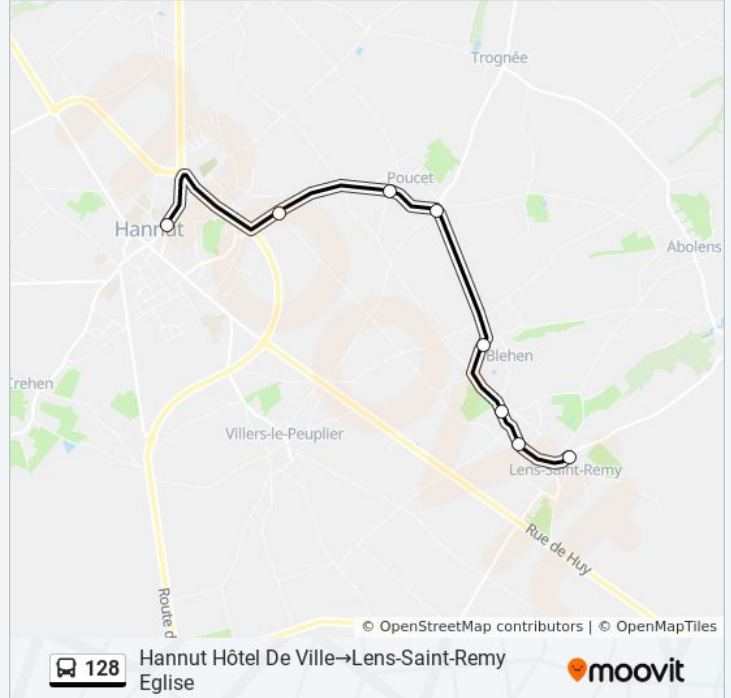 Trognée
Poucet
Hannut
Abolens
Blehen
Crehen
Villers-le-Peuplier
Lens-Saint-Remy
Rue de Huy
Route d
© OpenStreetMap contributors | © OpenMapTiles
128
Hannut Hôtel De Ville→Lens-Saint-Remy
Eglise
moovit